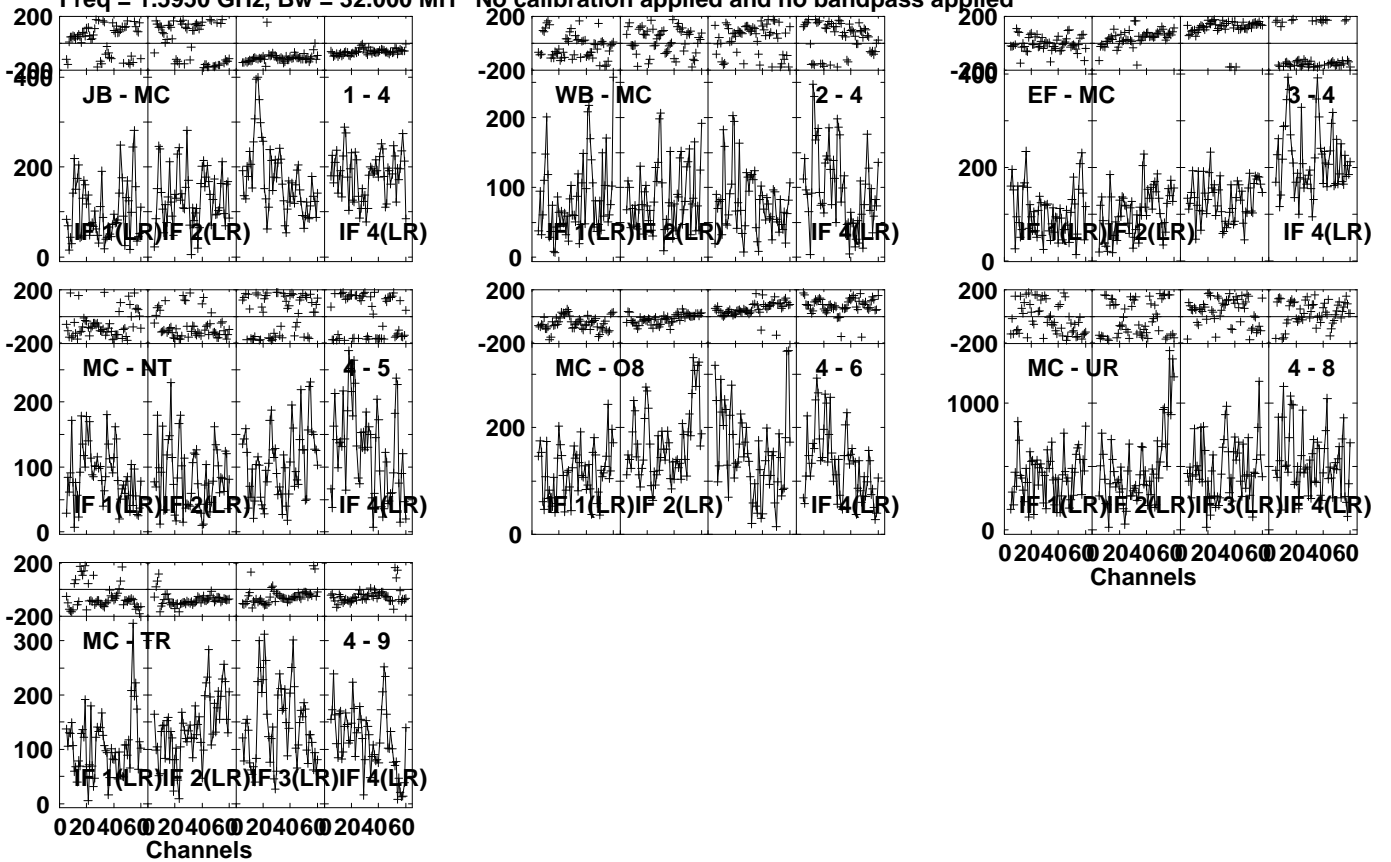 Freq = 1.5950 GHz, Bw = 32.000 MH No calibration applied and no bandpass applied
200
-200
400
JB - MC 1 - 4
200
0
IF 1(LR) IF 2(LR) IF 4(LR)
200
-200
WB - MC 2 - 4
200
100
0
IF 1(LR) IF 2(LR) IF 4(LR)
200
-200
400
EF - MC 3 - 4
200
0
IF 1(LR) IF 2(LR) IF 4(LR)
200
-200
MC - NT 4 - 5
200
100
0
IF 1(LR) IF 2(LR) IF 4(LR)
200
-200
MC - O8 4 - 6
200
0
IF 1(LR) IF 2(LR) IF 4(LR)
200
-200
MC - UR 4 - 8
1000
0
IF 1(LR) IF 2(LR) IF 3(LR) IF 4(LR)
0 20 40 60 0 20 40 60 0 20 40 60 0 20 40 60
Channels
200
-200
MC - TR 4 - 9
300
200
100
0
IF 1(LR) IF 2(LR) IF 3(LR) IF 4(LR)
0 20 40 60 0 20 40 60 0 20 40 60 0 20 40 60
Channels